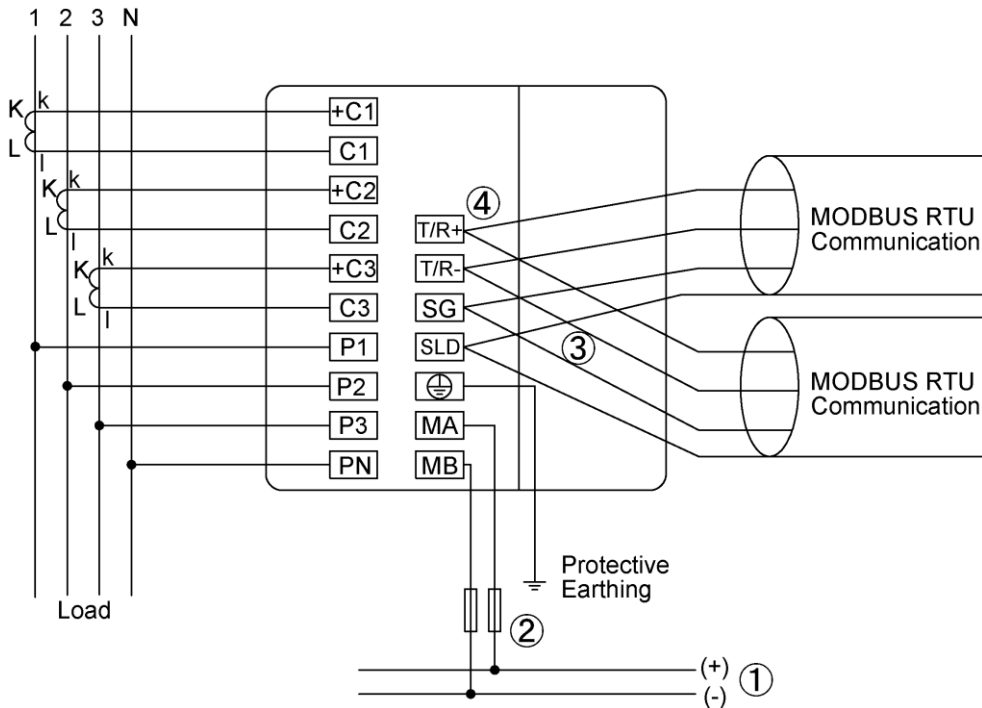 1 2 3 N
K k
L l
K k
L l
K k
L l
+C1
C1
+C2
C2
+C3
C3
P1
P2
P3
PN
④
T/R+
T/R-
SG
SLD
MA
MB
③
MODBUS RTU
Communication
MODBUS RTU
Communication
Protective
Earthing
Load
②
(+)
(-)
①